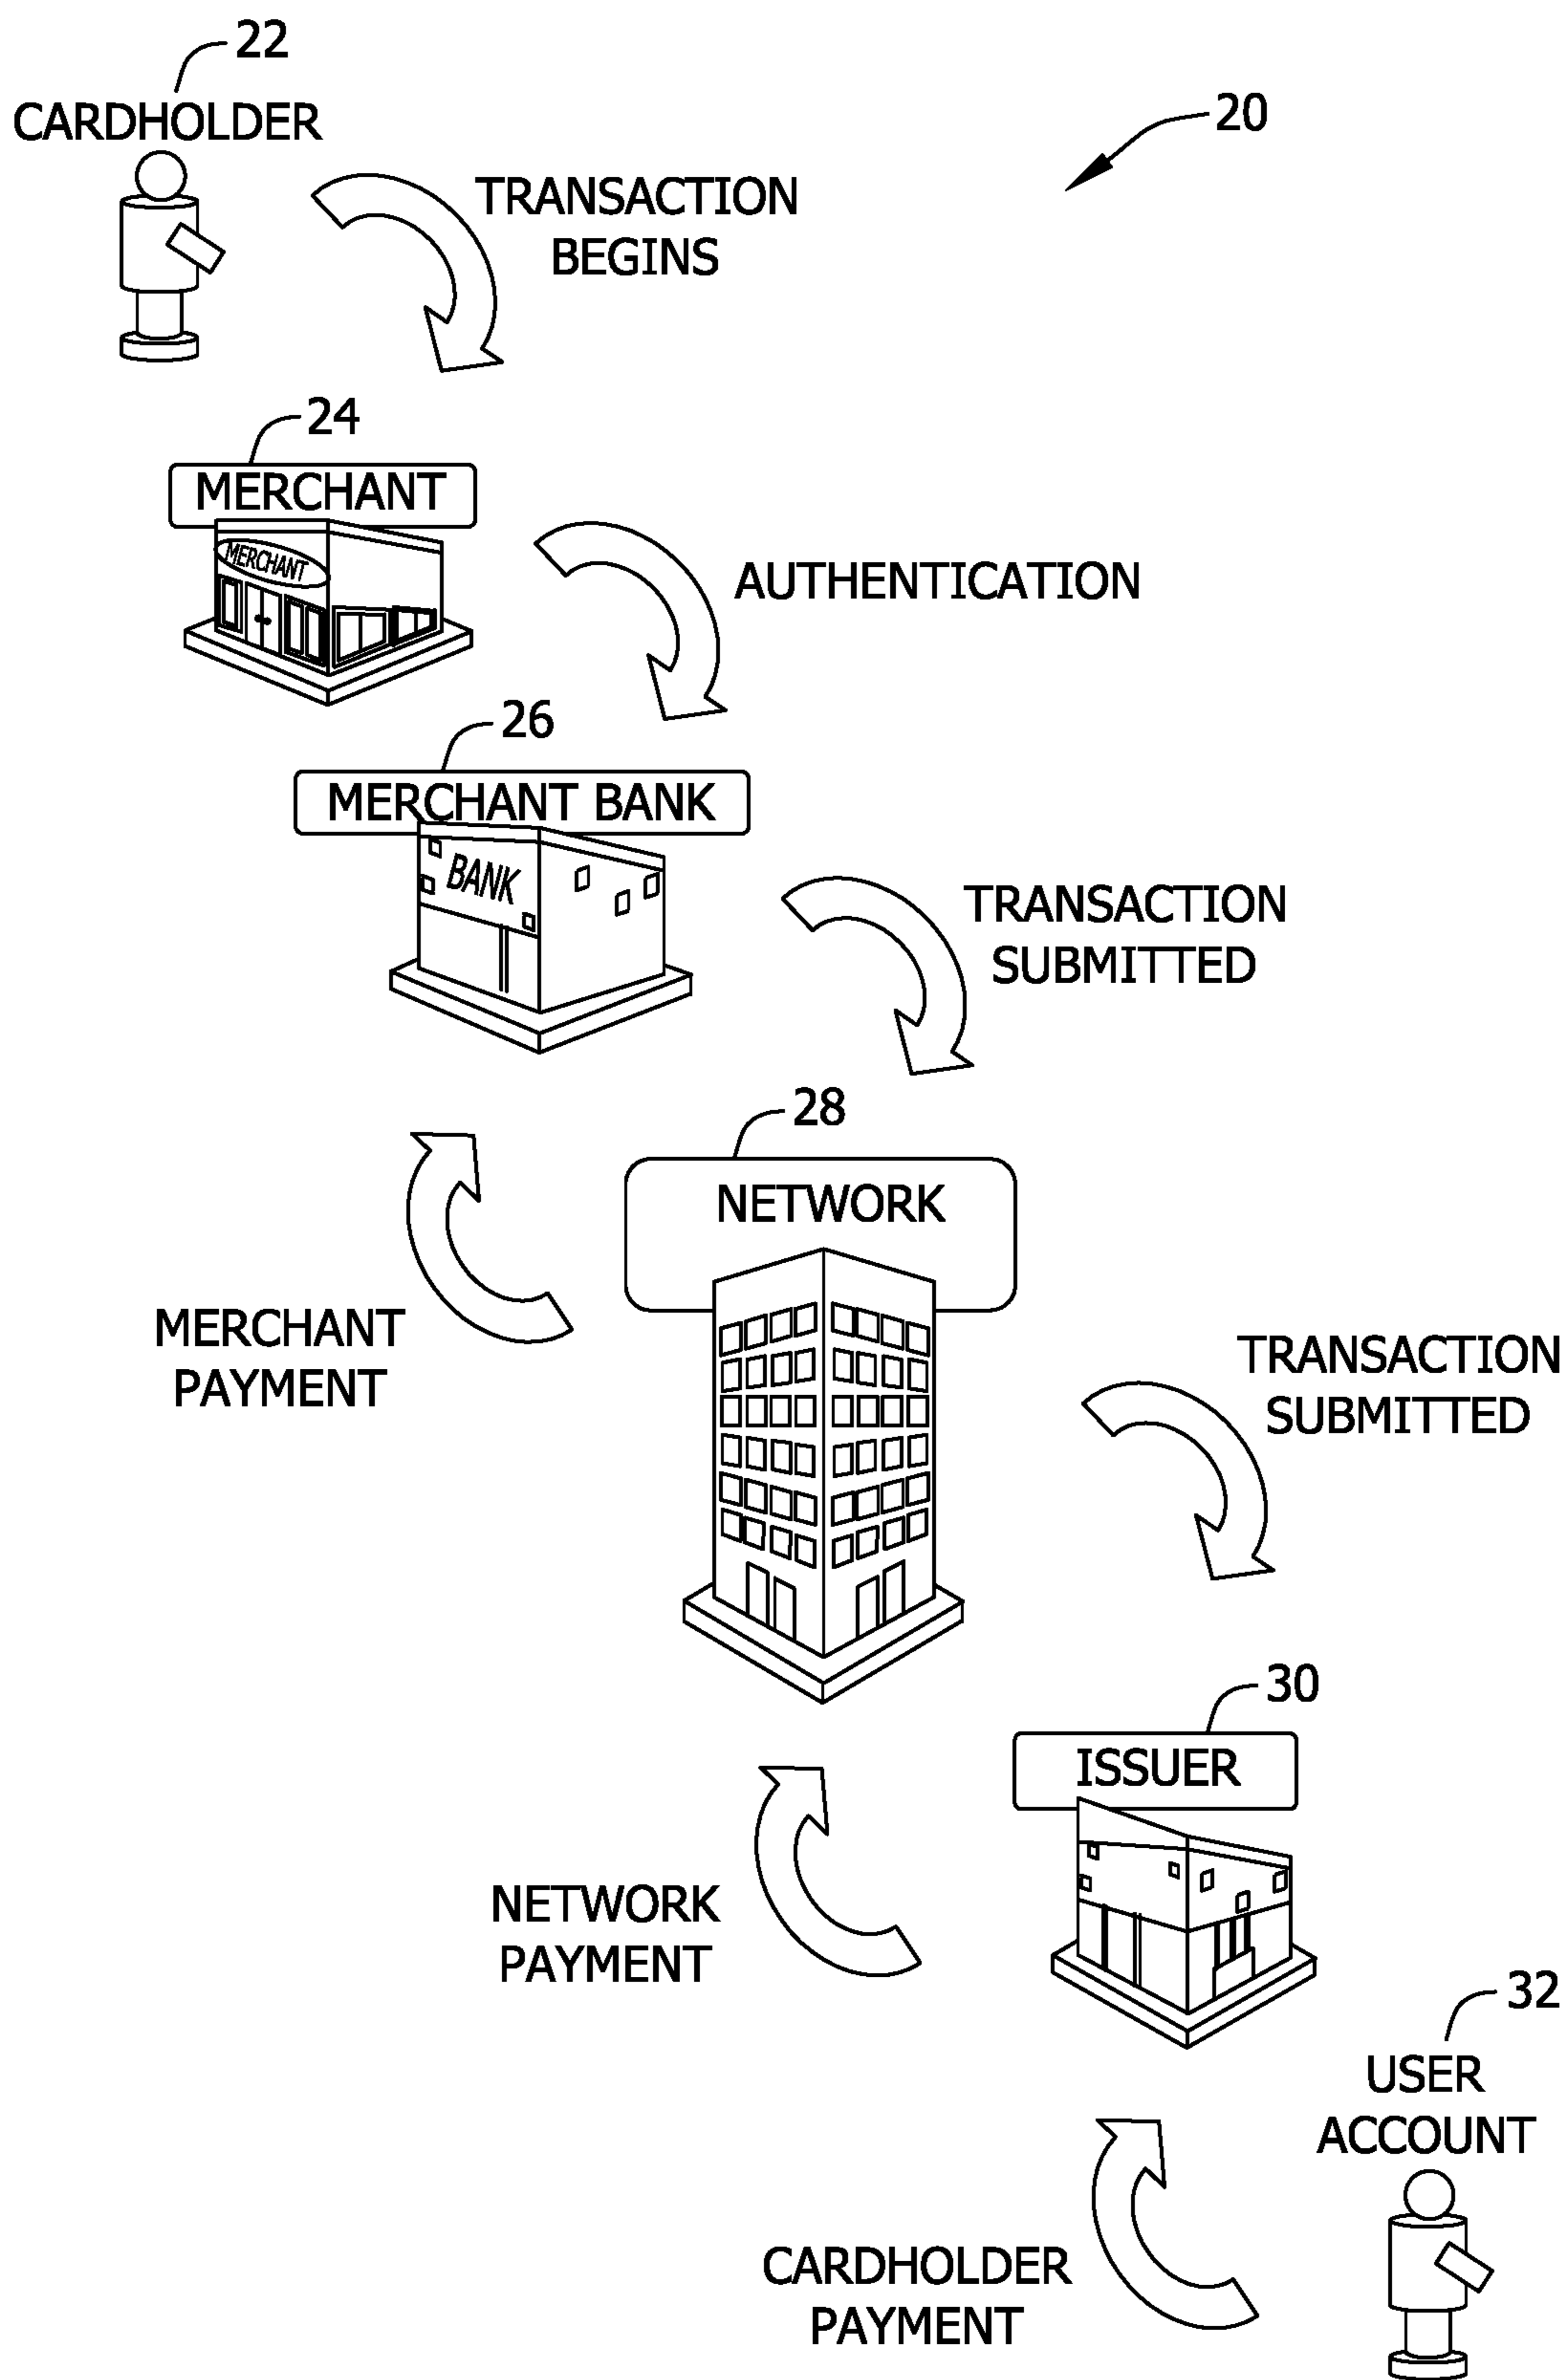 22
CARDHOLDER
20
TRANSACTION
BEGINS
24
MERCHANT
MERCHANT
AUTHENTICATION
26
MERCHANT BANK
BANK
TRANSACTION
SUBMITTED
28
NETWORK
MERCHANT
PAYMENT
TRANSACTION
SUBMITTED
30
ISSUER
NETWORK
PAYMENT
32
USER
ACCOUNT
CARDHOLDER
PAYMENT